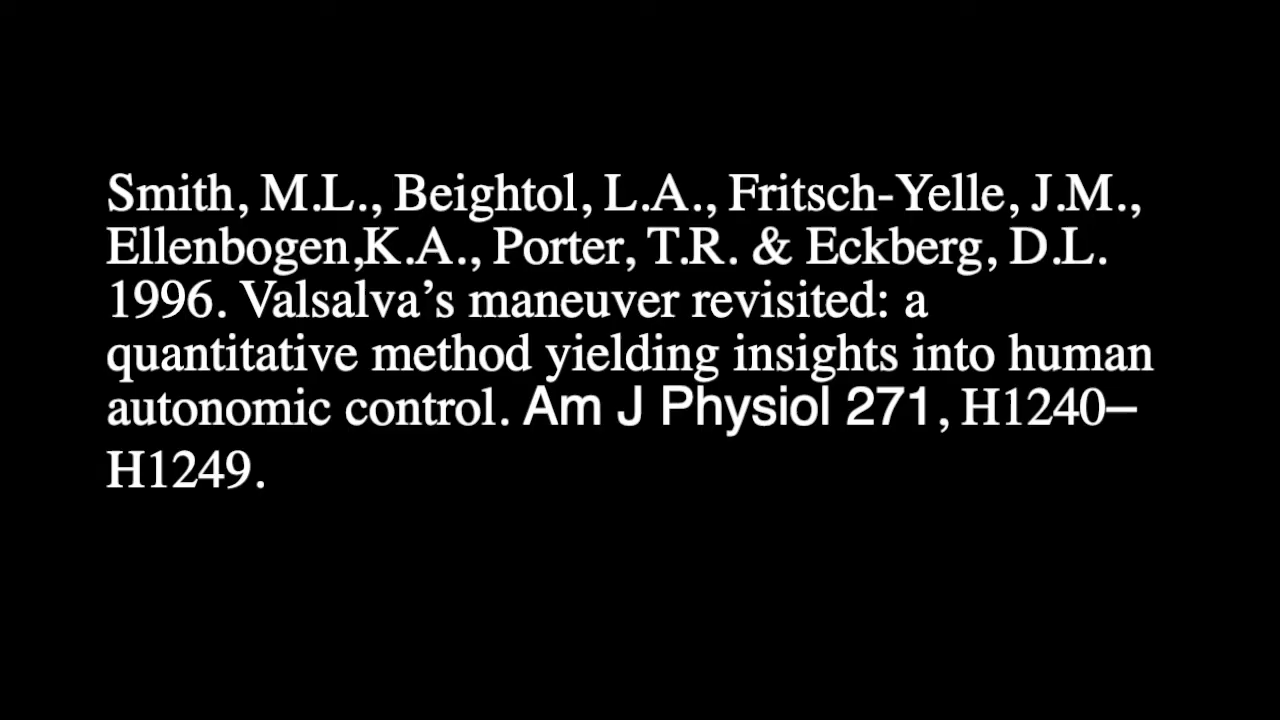 Smith, M.L., Beightol, L.A., Fritsch-Yelle, J.M.,
Ellenbogen,K.A., Porter, T.R. & Eckberg, D.L.
1996. Valsalva’s maneuver revisited: a
quantitative method yielding insights into human
autonomic control. Am J Physiol 271, H1240–
H1249.